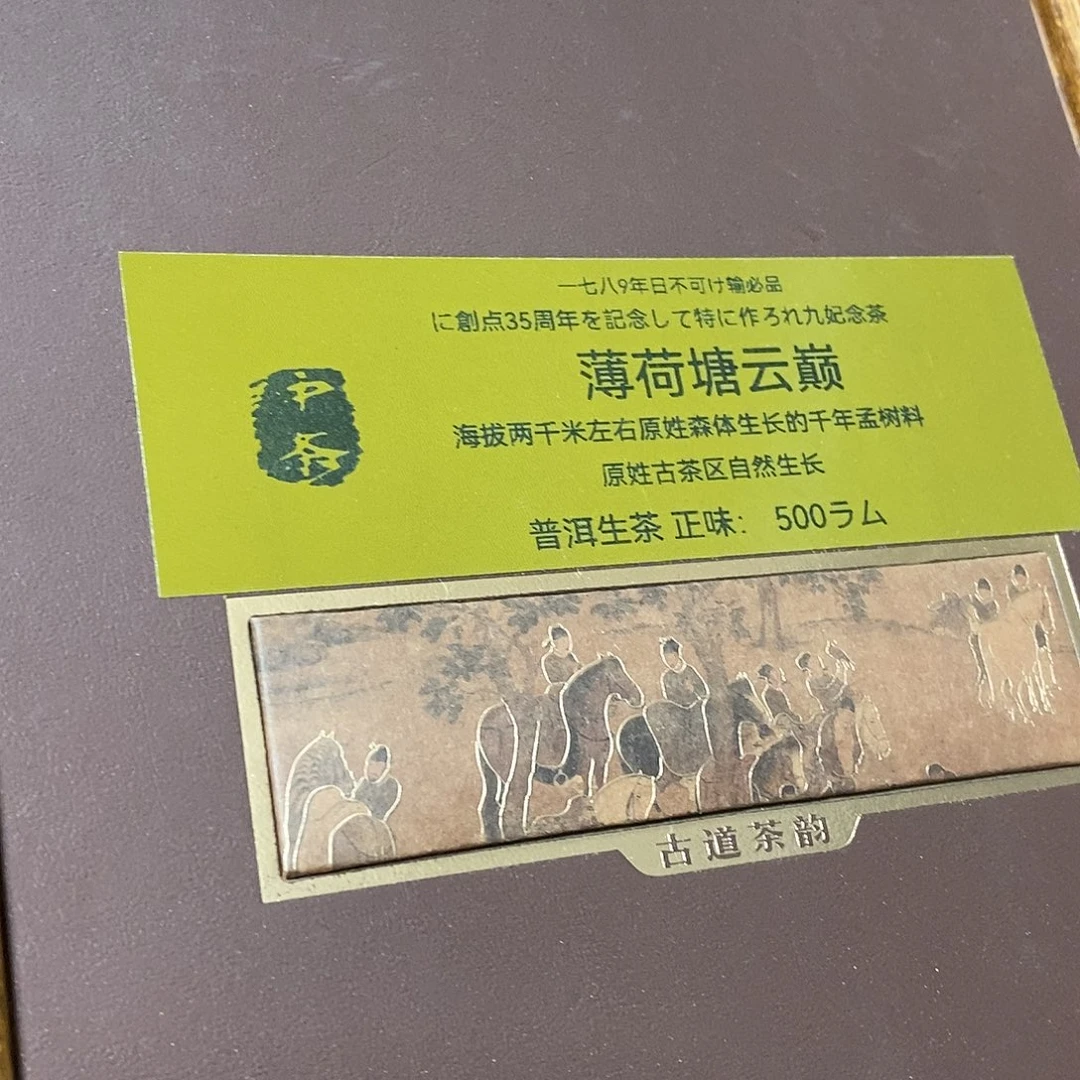 一七八9年日不可け输必品
に創点35周年を記念して特に作ろれ九妃念茶
薄荷塘云巅
海拔两千米左右原姓森体生长的千年孟树料
原姓古茶区自然生长
普洱生茶 正味: 500ラム
中茶
古道茶韵